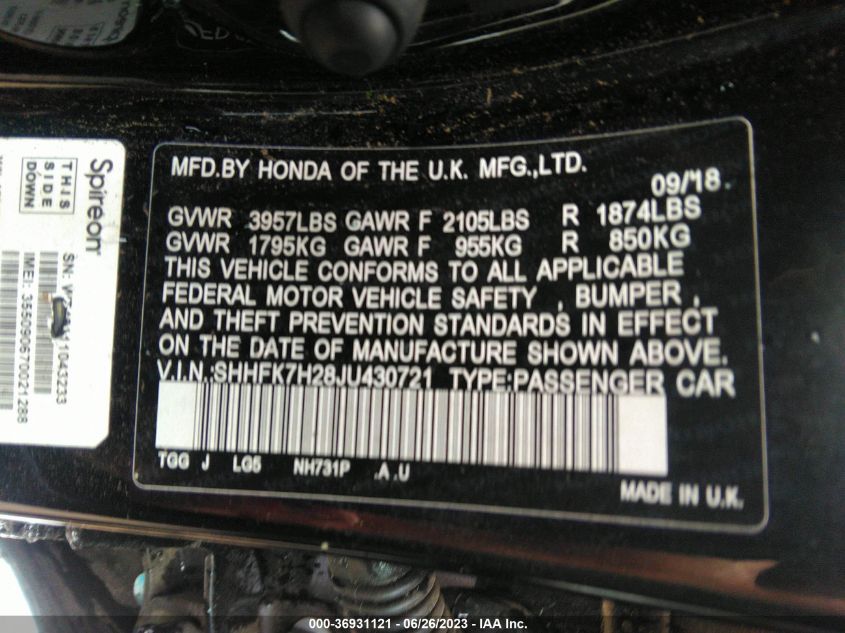 MFD.BY HONDA OF THE U.K. MFG.,LTD.
09/18
GVWR 3957LBS GAWR F 2105LBS R 1874LBS
GVWR 1795KG GAWR F 955KG R 850KG
THIS VEHICLE CONFORMS TO ALL APPLICABLE
FEDERAL MOTOR VEHICLE SAFETY , BUMPER ,
AND THEFT PREVENTION STANDARDS IN EFFECT
ON THE DATE OF MANUFACTURE SHOWN ABOVE.
V.I.N.:SHHFK7H28JU430721 TYPE:PASSENGER CAR
TGG J LG5 NH731P .A .U
MADE IN U.K.
Spireon
THIS
SIDE
DOWN
S/N:
IMEI: 355090670021288
000-36931121 - 06/26/2023 - IAA Inc.